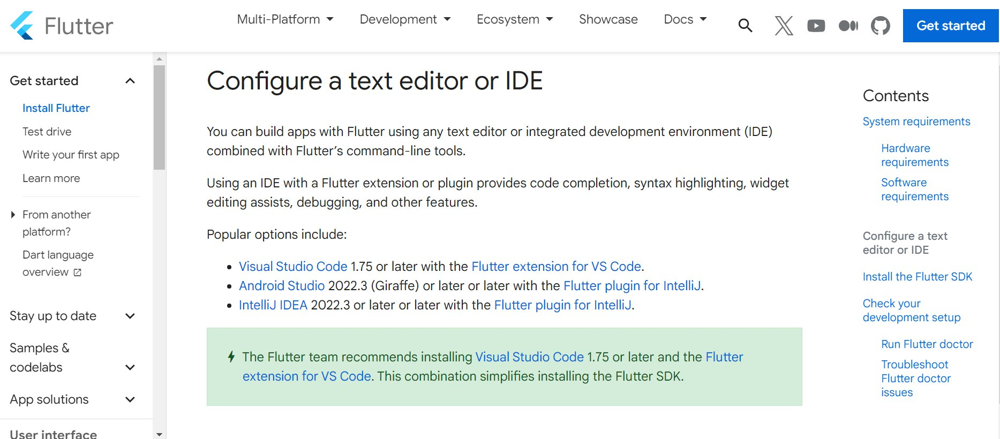 Flutter
Multi-Platform
Development
Ecosystem
Showcase
Docs
Get started
Get started
Install Flutter
Test drive
Write your first app
Learn more
From another
platform?
Dart language
overview
Stay up to date
Samples &
codelabs
App solutions
User interface
Configure a text editor or IDE
You can build apps with Flutter using any text editor or integrated development environment (IDE)
combined with Flutter’s command-line tools.
Using an IDE with a Flutter extension or plugin provides code completion, syntax highlighting, widget
editing assists, debugging, and other features.
Popular options include:
• Visual Studio Code 1.75 or later with the Flutter extension for VS Code.
• Android Studio 2022.3 (Giraffe) or later or later with the Flutter plugin for IntelliJ.
• IntelliJ IDEA 2022.3 or later or later with the Flutter plugin for IntelliJ.
The Flutter team recommends installing Visual Studio Code 1.75 or later and the Flutter
extension for VS Code. This combination simplifies installing the Flutter SDK.
Contents
System requirements
Hardware
requirements
Software
requirements
Configure a text
editor or IDE
Install the Flutter SDK
Check your
development setup
Run Flutter doctor
Troubleshoot
Flutter doctor
issues